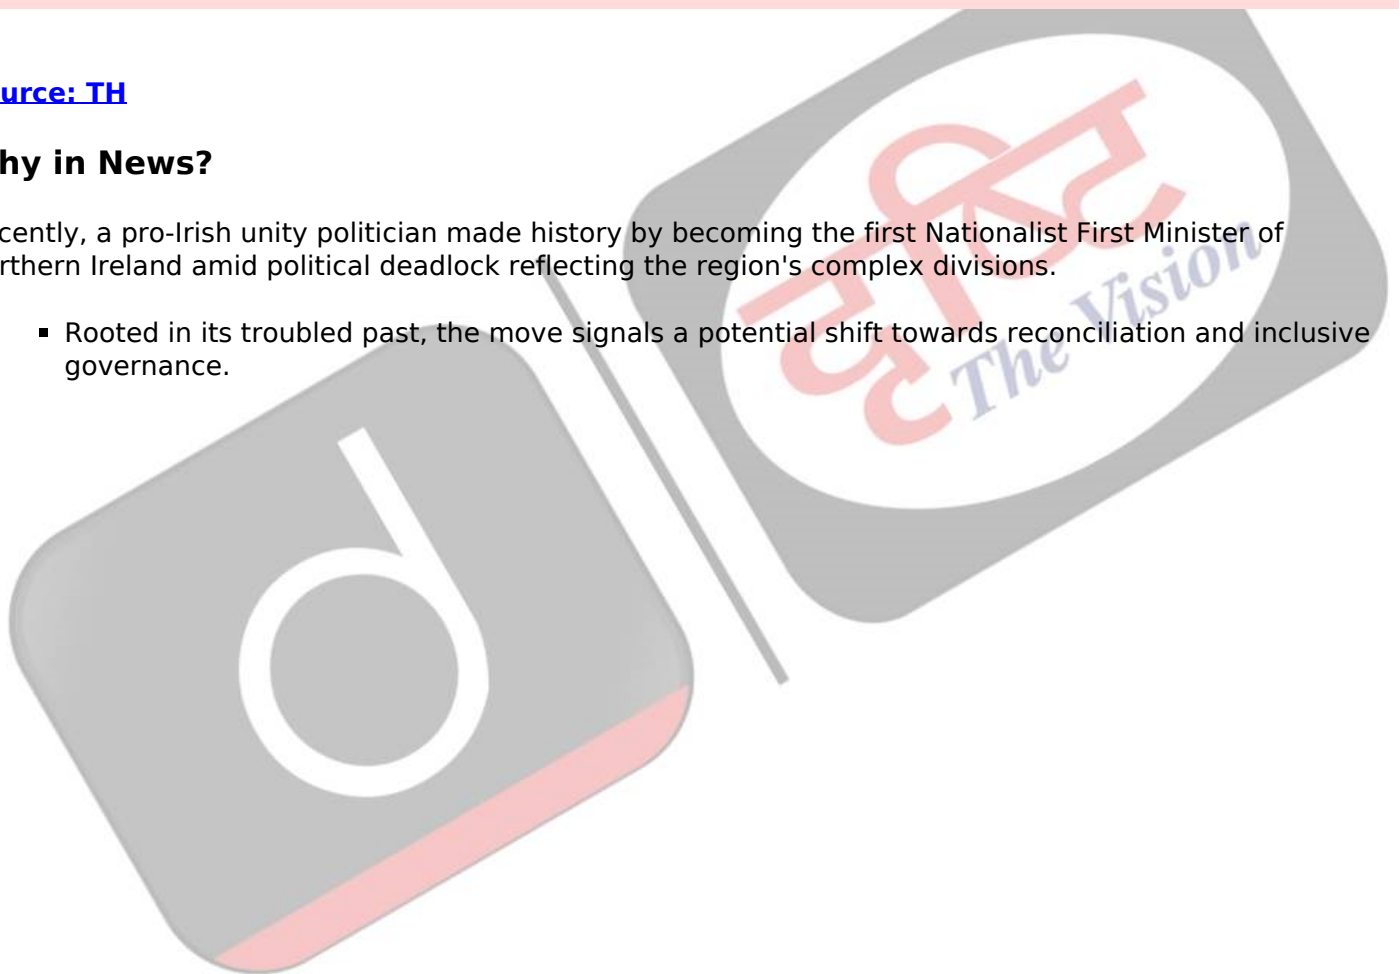 urce: TH
hy in News?
cently, a pro-Irish unity politician made history by becoming the first Nationalist First Minister of
rthern Ireland amid political deadlock reflecting the region's complex divisions.
▪ Rooted in its troubled past, the move signals a potential shift towards reconciliation and inclusive
governance.
दृष्टि
The Vision
d